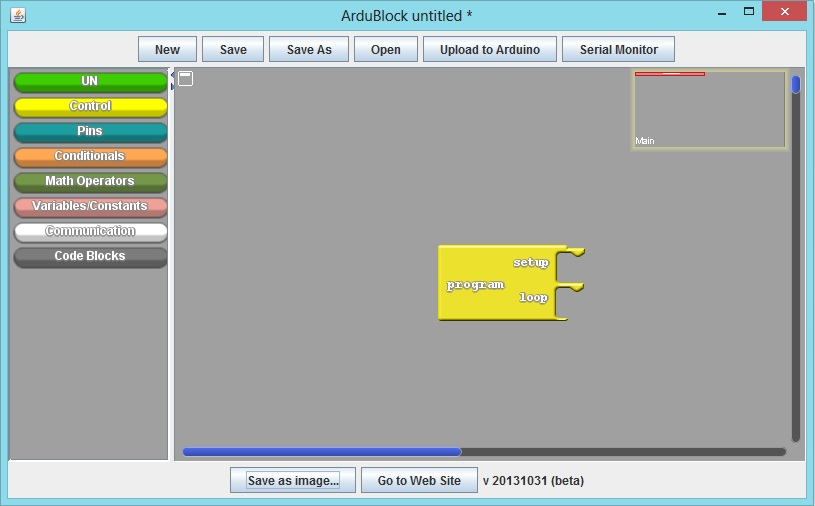 ArduBlock untitled *
New Save Save As Open Upload to Arduino Serial Monitor
UN
Control
Pins
Conditionals
Math Operators
Variables/Constants
Communication
Code Blocks
Main
setup
program
loop
Save as image... Go to Web Site v 20131031 (beta)